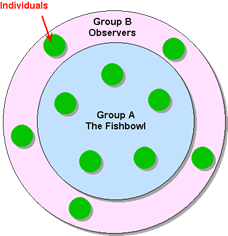 Individuals
Group B
Observers
Group A
The Fishbowl